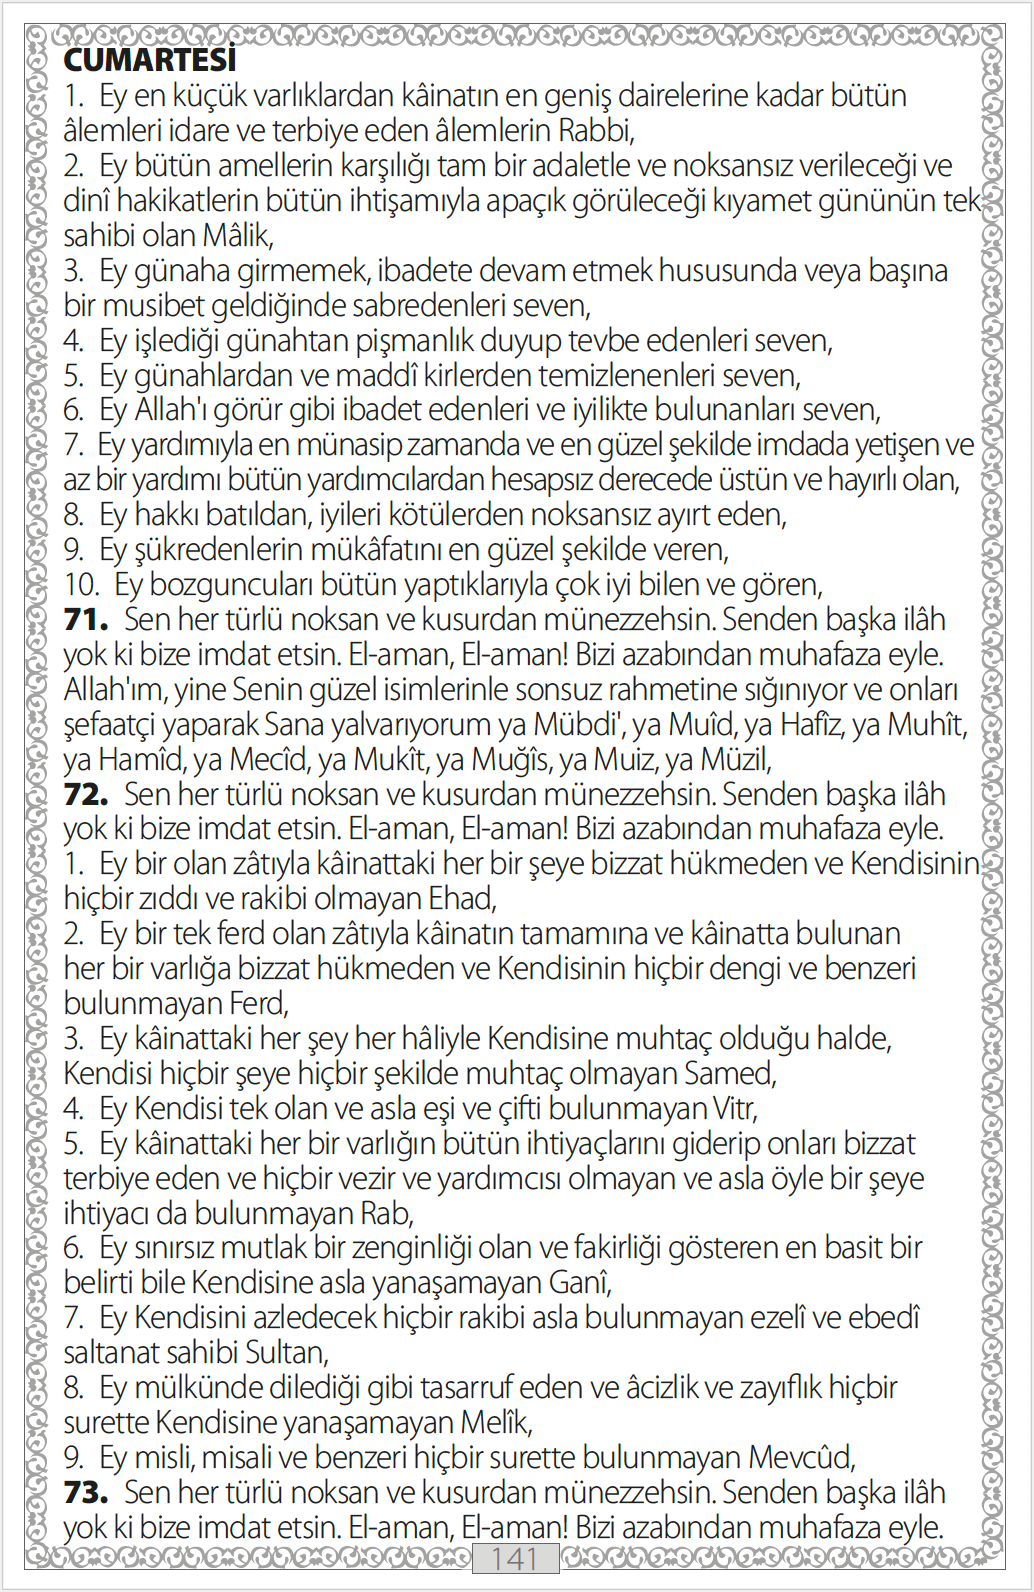 CUMARTESİ
1. Ey en küçük varlıklardan kâinatın en geniş dairelerine kadar bütün
âlemleri idare ve terbiye eden âlemlerin Rabbi,
2. Ey bütün amellerin karşılığı tam bir adaletle ve noksansız verileceği ve
dinî hakikatlerin bütün ihtişamıyla apaçık görüleceği kıyamet gününün tek
sahibi olan Mâlik,
3. Ey günaha girmemek, ibadete devam etmek hususunda veya başına
bir musibet geldiğinde sabredenleri seven,
4. Ey işlediği günahtan pişmanlık duyup tevbe edenleri seven,
5. Ey günahlardan ve maddî kirlerden temizlenenleri seven,
6. Ey Allah'ı görür gibi ibadet edenleri ve iyilikte bulunanları seven,
7. Ey yardımıyla en münasip zamanda ve en güzel şekilde imdada yetişen ve
az bir yardımı bütün yardımcılardan hesapsız derecede üstün ve hayırlı olan,
8. Ey hakkı batıldan, iyileri kötülerden noksansız ayırt eden,
9. Ey şükredenlerin mükâfatını en güzel şekilde veren,
10. Ey bozguncuları bütün yaptıklarıyla çok iyi bilen ve gören,
71. Sen her türlü noksan ve kusurdan münezzehsin. Senden başka ilâh
yok ki bize imdat etsin. El-aman, El-aman! Bizi azabından muhafaza eyle.
Allah'ım, yine Senin güzel isimlerinle sonsuz rahmetine sığınıyor ve onları
şefaatçi yaparak Sana yalvarıyorum ya Mübdi', ya Muîd, ya Hafîz, ya Muhît,
ya Hamîd, ya Mecîd, ya Mukît, ya Muğîs, ya Muiz, ya Müzil,
72. Sen her türlü noksan ve kusurdan münezzehsin. Senden başka ilâh
yok ki bize imdat etsin. El-aman, El-aman! Bizi azabından muhafaza eyle.
1. Ey bir olan zâtıyla kâinattaki her bir şeye bizzat hükmeden ve Kendisinin
hiçbir zıddı ve rakibi olmayan Ehad,
2. Ey bir tek ferd olan zâtıyla kâinatın tamamına ve kâinatta bulunan
her bir varlığa bizzat hükmeden ve Kendisinin hiçbir dengi ve benzeri
bulunmayan Ferd,
3. Ey kâinattaki her şey her hâliyle Kendisine muhtaç olduğu halde,
Kendisi hiçbir şeye hiçbir şekilde muhtaç olmayan Samed,
4. Ey Kendisi tek olan ve asla eşi ve çifti bulunmayan Vitr,
5. Ey kâinattaki her bir varlığın bütün ihtiyaçlarını giderip onları bizzat
terbiye eden ve hiçbir vezir ve yardımcısı olmayan ve asla öyle bir şeye
ihtiyacı da bulunmayan Rab,
6. Ey sınırsız mutlak bir zenginliği olan ve fakirliği gösteren en basit bir
belirti bile Kendisine asla yanaşamayan Ganî,
7. Ey Kendisini azledecek hiçbir rakibi asla bulunmayan ezelî ve ebedî
saltanat sahibi Sultan,
8. Ey mülkünde dilediği gibi tasarruf eden ve âcizlik ve zayıflık hiçbir
surette Kendisine yanaşamayan Melîk,
9. Ey misli, misali ve benzeri hiçbir surette bulunmayan Mevcûd,
73. Sen her türlü noksan ve kusurdan münezzehsin. Senden başka ilâh
yok ki bize imdat etsin. El-aman, El-aman! Bizi azabından muhafaza eyle.
141